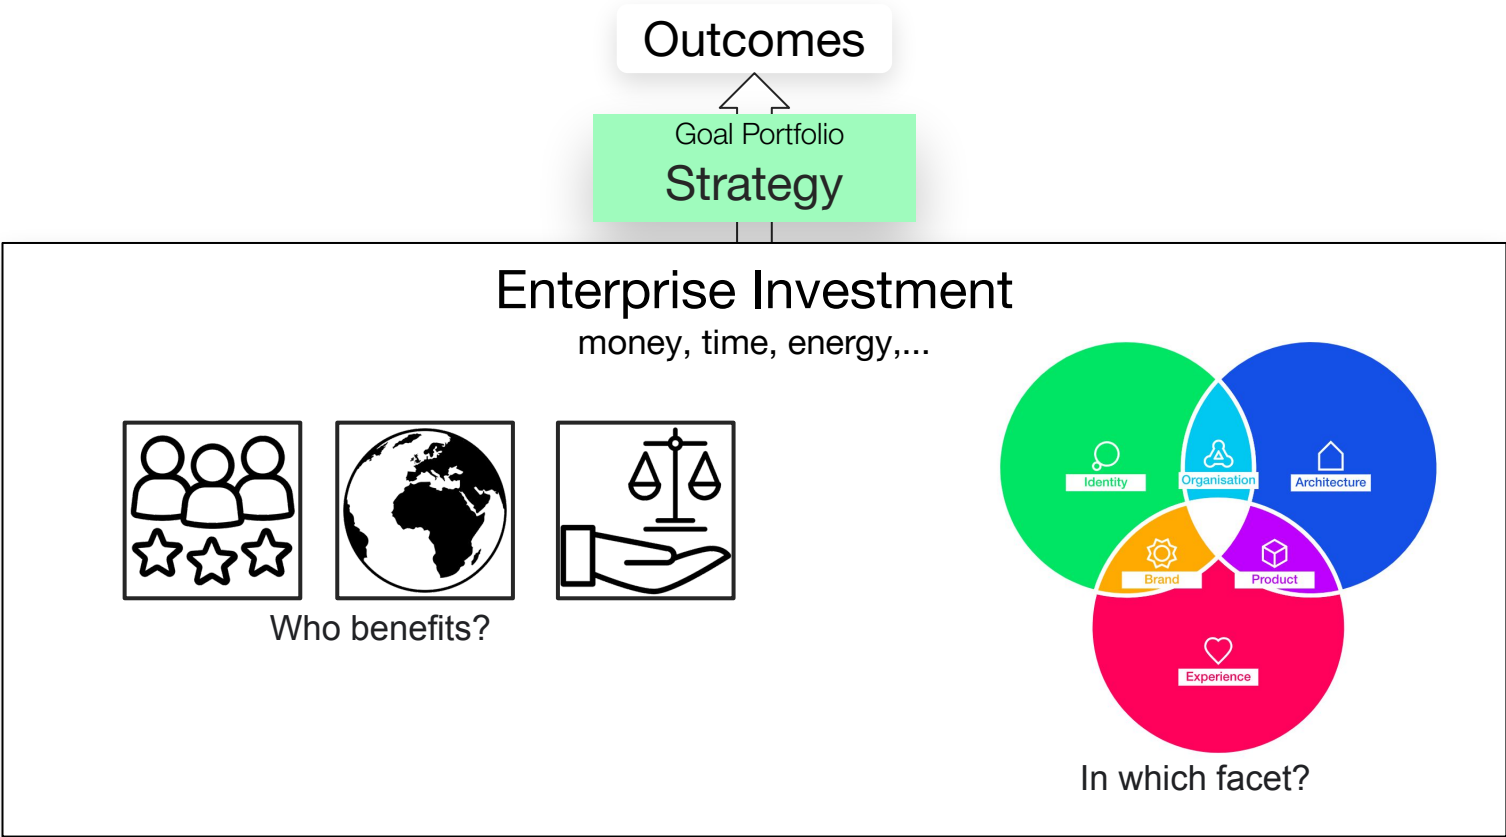 Outcomes
Goal Portfolio
Strategy
Enterprise Investment
money, time, energy,...
Identity
Organisation
Architecture
Brand
Product
Experience
Who benefits?
In which facet?